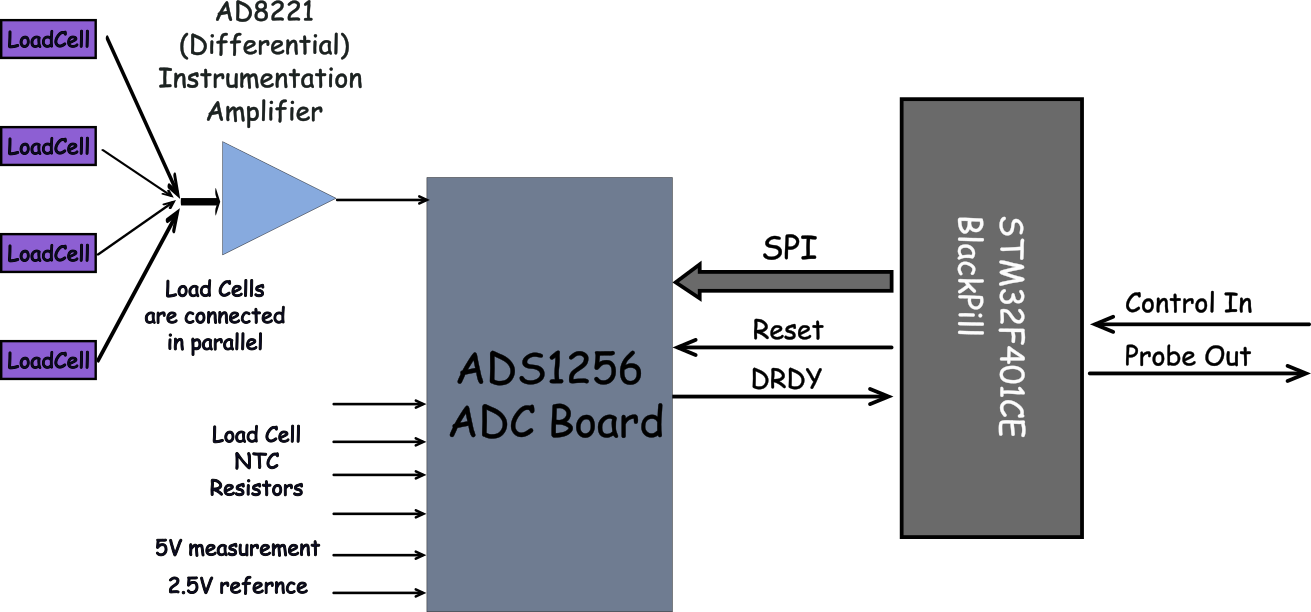 LoadCell
LoadCell
LoadCell
LoadCell
AD8221
(Differential)
Instrumentation
Amplifier
Load Cells
are connected
in parallel
Load Cell
NTC
Resistors
5V measurement
2.5V refernce
ADS1256
ADC Board
SPI
Reset
DRDY
STM32F401CE
BlackPill
Control In
Probe Out